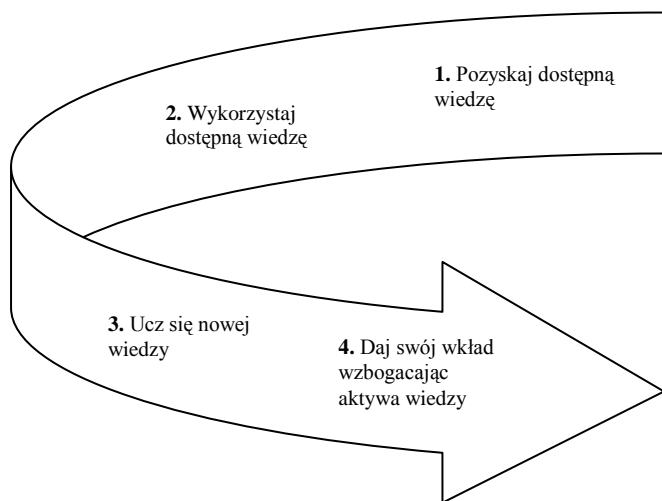 1. Pozyskaj dostępną
wiedzę
2. Wykorzystaj
dostępną wiedzę
3. Ucz się nowej
wiedzy
4. Daj swój wkład
wzbogacając
aktywa wiedzy